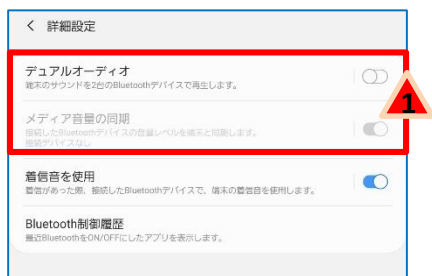 < 詳細設定
デュアルオーディオ
端末のサウンドを2台のBluetoothデバイスで再生します。
1
メディア音量の同期
接続したBluetoothデバイスの音量レベルを端末と同期します。
接続デバイスなし
着信音を使用
着信があった際、接続したBluetoothデバイスで、端末の着信音を使用します。
Bluetooth制御履歴
最近BluetoothをON/OFFにしたアプリを表示します。